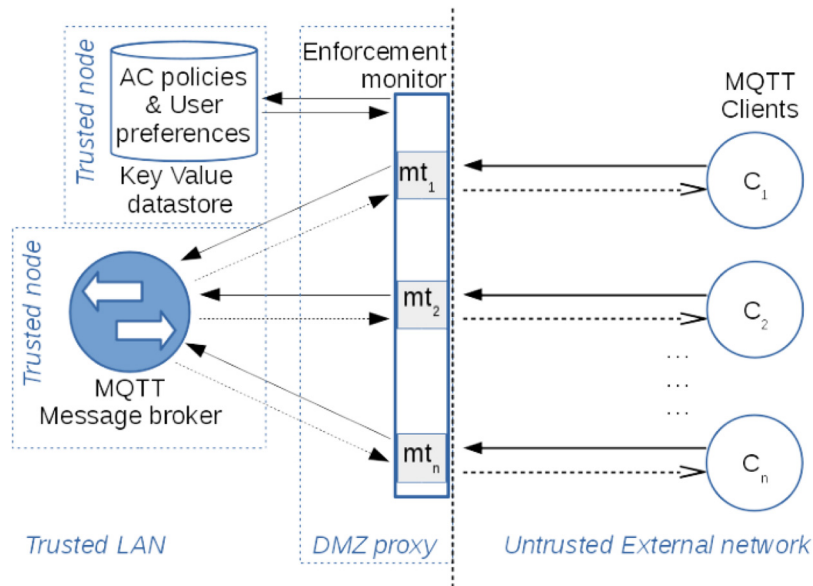 Trusted node
AC policies
& User
preferences
Key Value
datastore
Enforcement
monitor
MQTT
Clients
mt1
C1
Trusted node
MQTT
Message broker
mt2
C2
...
...
...
mtn
Cn
Trusted LAN
DMZ proxy
Untrusted External network